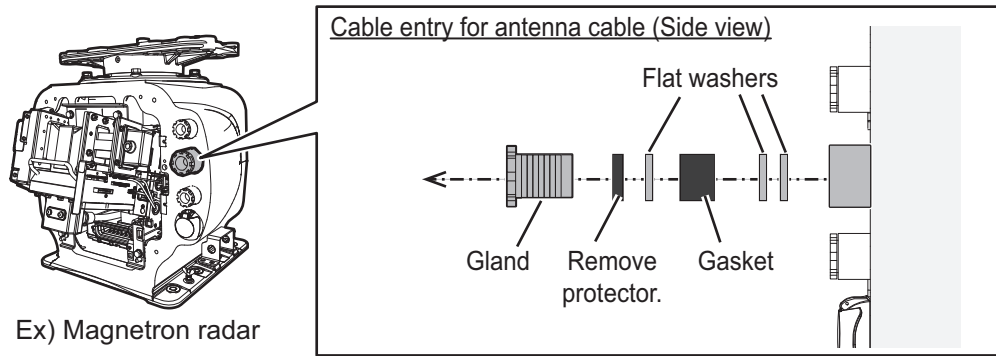 Cable entry for antenna cable (Side view)
Flat washers
Gland
Remove
protector.
Gasket
Ex) Magnetron radar